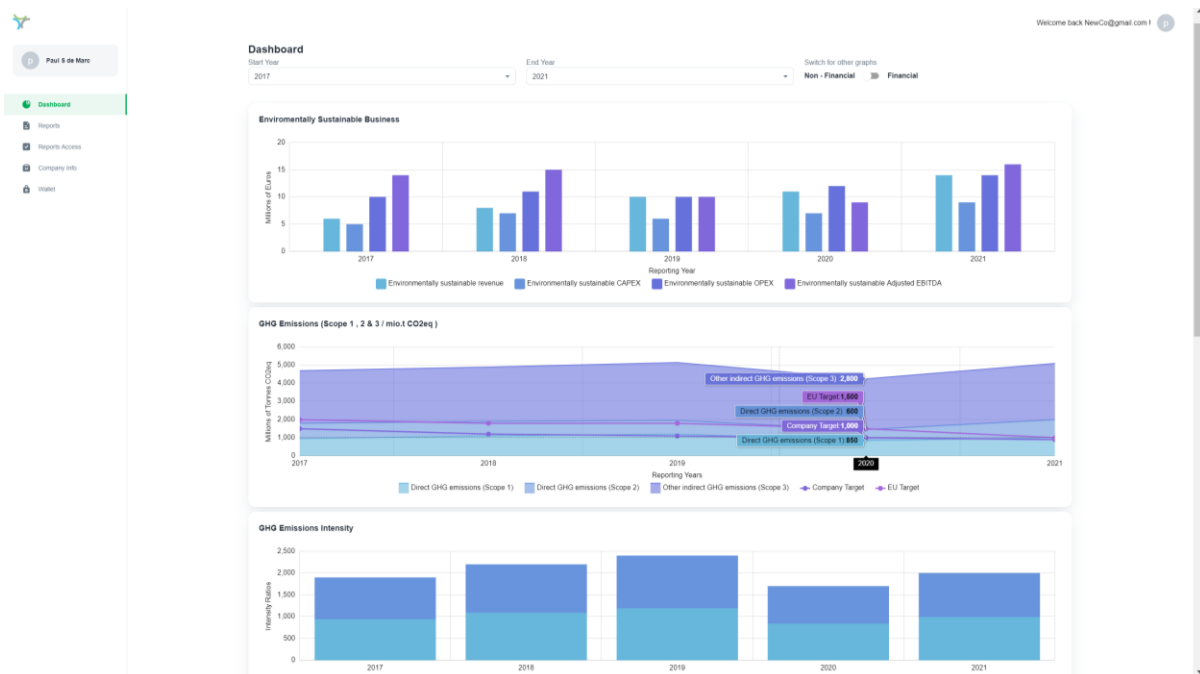 Welcome back NewCo@gmail.com !
p
p
Paul S de Marc
Dashboard
Reports
Reports Access
Company Info
Wallet
Dashboard
Start Year
End Year
Switch for other graphs
2017
2021
Non - Financial
Financial
Enviromentally Sustainable Business
20
15
10
5
0
Millions of Euros
2017
2018
2019
2020
2021
Reporting Year
Environmentally sustainable revenue
Environmentally sustainable CAPEX
Environmentally sustainable OPEX
Environmentally sustainable Adjusted EBITDA
GHG Emissions (Scope 1 , 2 & 3 / mio.t CO2eq )
6,000
5,000
4,000
3,000
2,000
1,000
0
Millions of Tonnes CO2eq
Other indirect GHG emissions (Scope 3) 2,800
EU Target 1,500
Direct GHG emissions (Scope 2) 600
Company Target 1,000
Direct GHG emissions (Scope 1) 850
2017
2018
2019
2020
2021
Reporting Years
Direct GHG emissions (Scope 1)
Direct GHG emissions (Scope 2)
Other indirect GHG emissions (Scope 3)
Company Target
EU Target
GHG Emissions Intensity
2,500
2,000
1,500
1,000
500
0
Intensity Ratios
2017
2018
2019
2020
2021